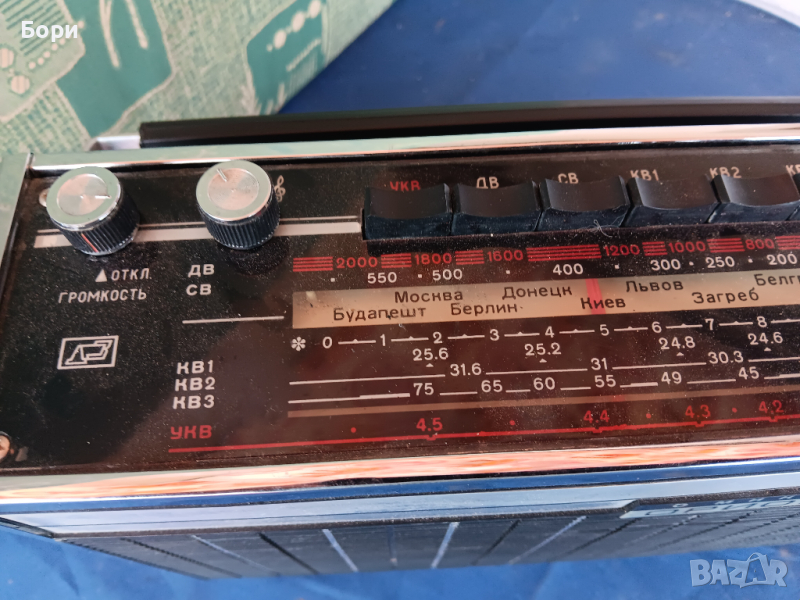 Бори
УКВ ДВ СВ КВ1 КВ2
2000 1800 1600 1200 1000 800
550 500 400 300 250 200
ДВ
СВ
▲ ОТКЛ.
ГРОМКОСТЬ
Москва Донецк Львов
Будапешт Берлин Киев Загреб
0 1 2 3 4 5 6 7 8
25.6 25.2 24.8 24.6
КВ1
31.6 31 30.3
КВ2
75 65 60 55 49 45
КВ3
УКВ
4.5 4.4 4.3 4.2
BAZAR